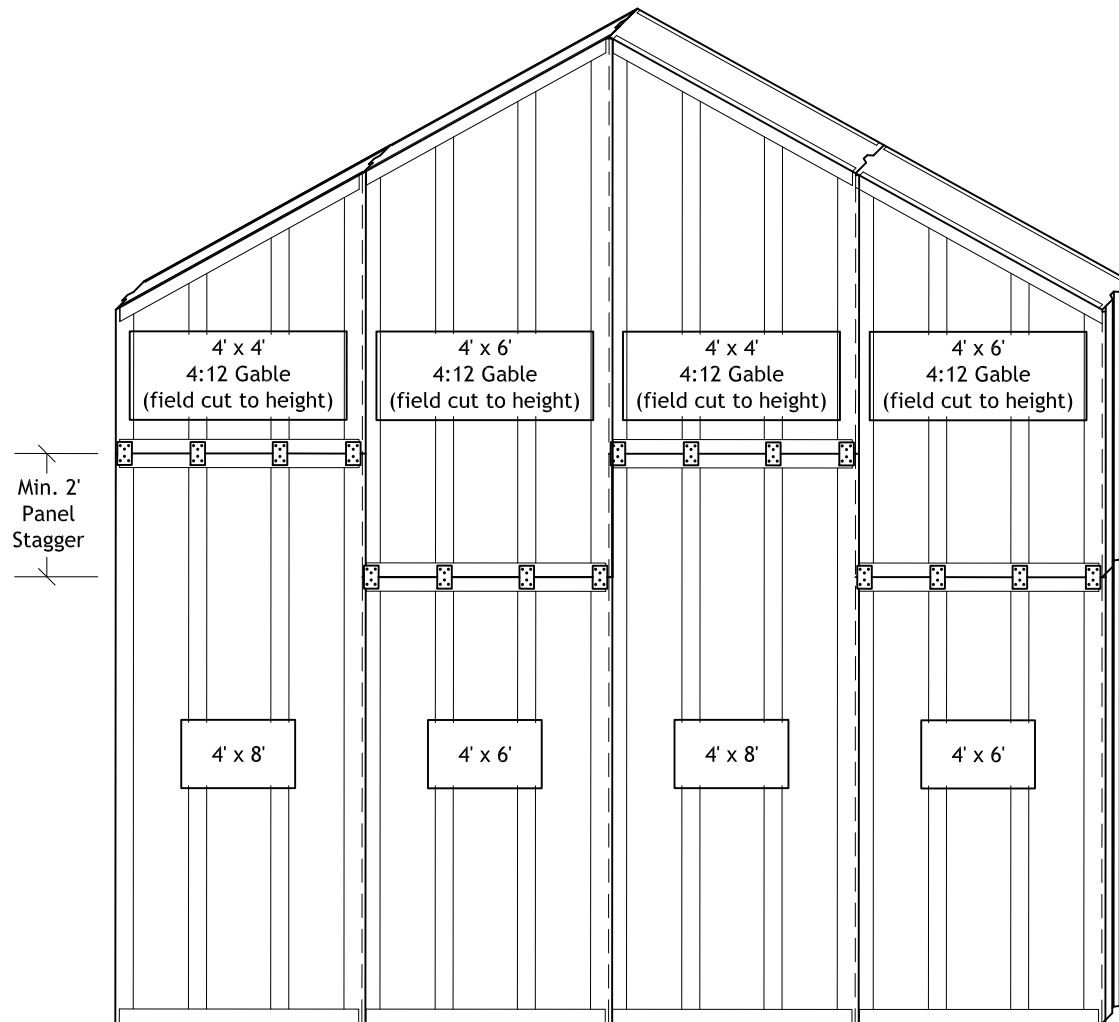 4' x 4'
4:12 Gable
(field cut to height)
4' x 6'
4:12 Gable
(field cut to height)
4' x 4'
4:12 Gable
(field cut to height)
4' x 6'
4:12 Gable
(field cut to height)
Min. 2'
Panel
Stagger
4' x 8'
4' x 6'
4' x 8'
4' x 6'